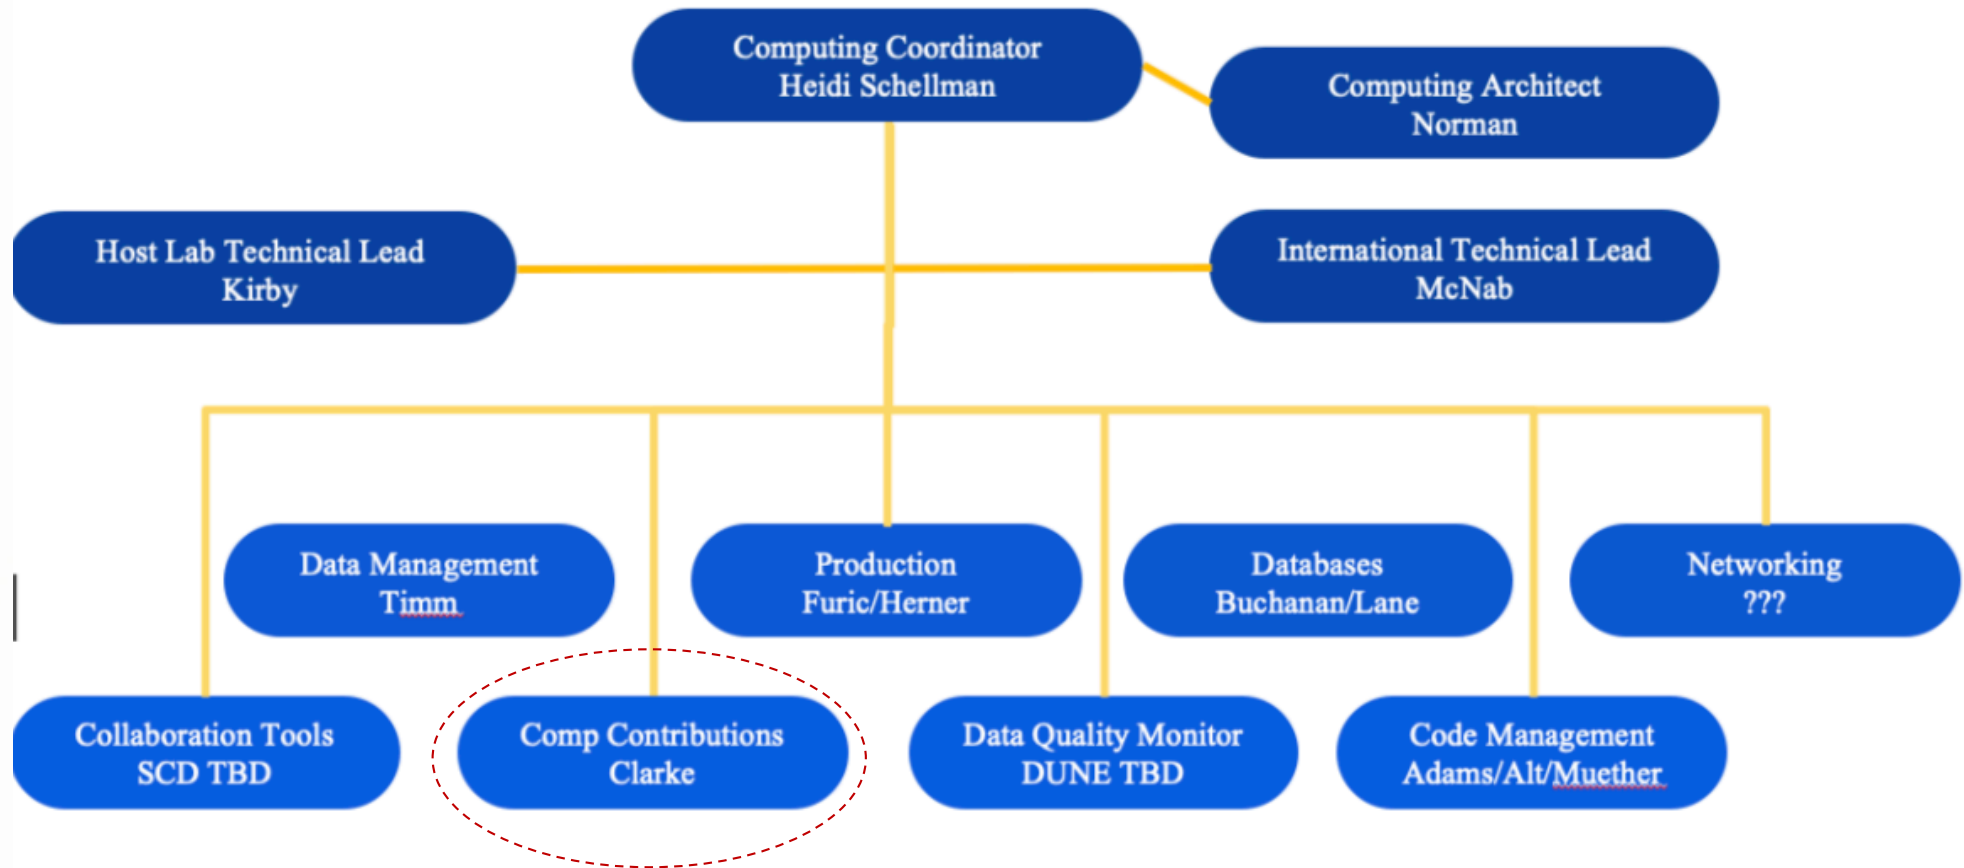 Computing Coordinator
Heidi Schellman
Computing Architect
Norman
Host Lab Technical Lead
Kirby
International Technical Lead
McNab
Data Management
Timm
Production
Furic/Herner
Databases
Buchanan/Lane
Networking
???
Collaboration Tools
SCD TBD
Comp Contributions
Clarke
Data Quality Monitor
DUNE TBD
Code Management
Adams/Alt/Muether